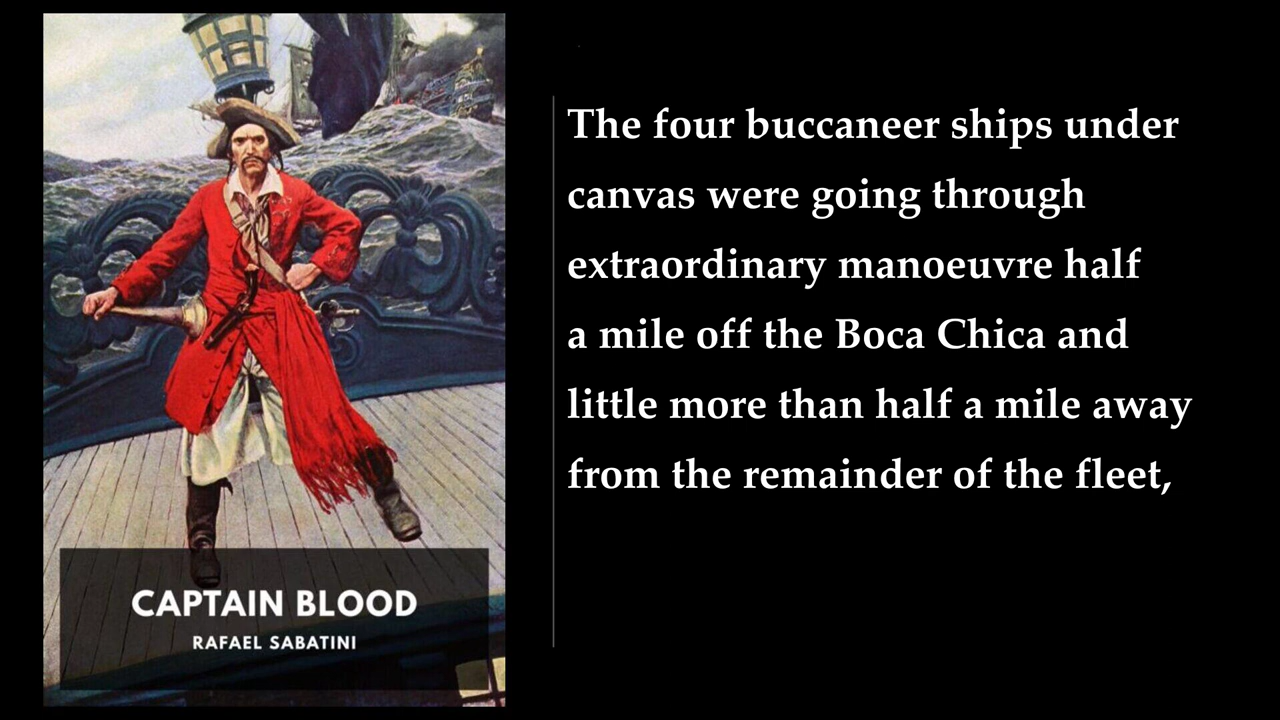 The four buccaneer ships under
canvas were going through
extraordinary manoeuvre half
a mile off the Boca Chica and
little more than half a mile away
from the remainder of the fleet,
CAPTAIN BLOOD
RAFAEL SABATINI